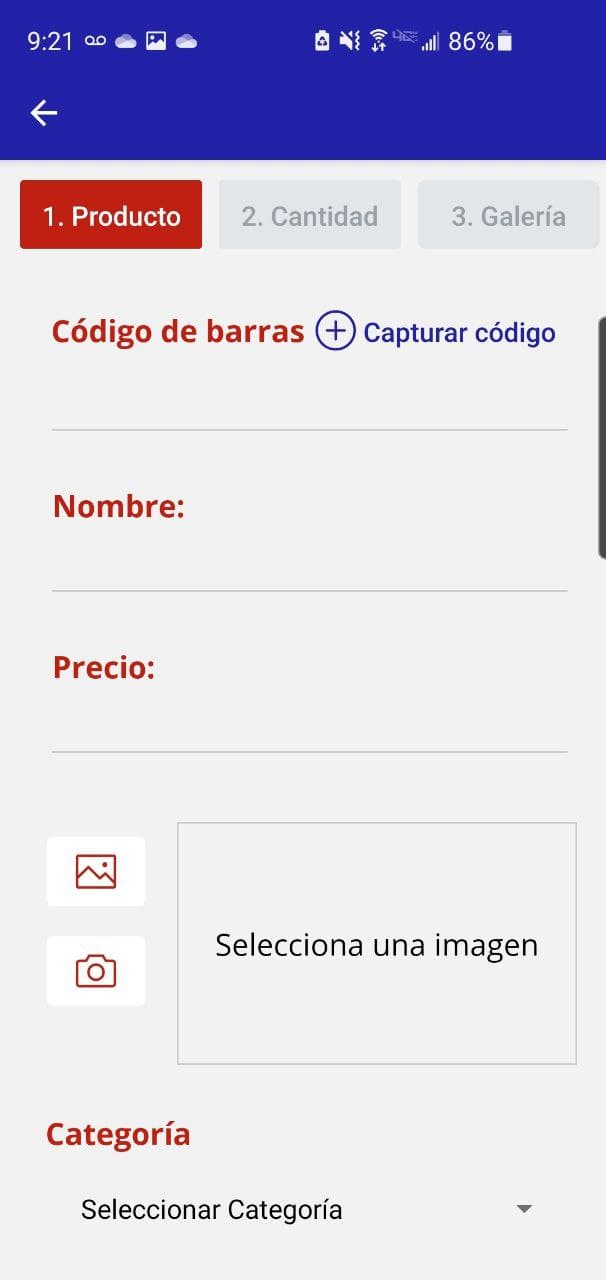 9:21 86%
1. Producto 2. Cantidad 3. Galería
Código de barras Capturar código
Nombre:
Precio:
Selecciona una imagen
Categoría
Seleccionar Categoría